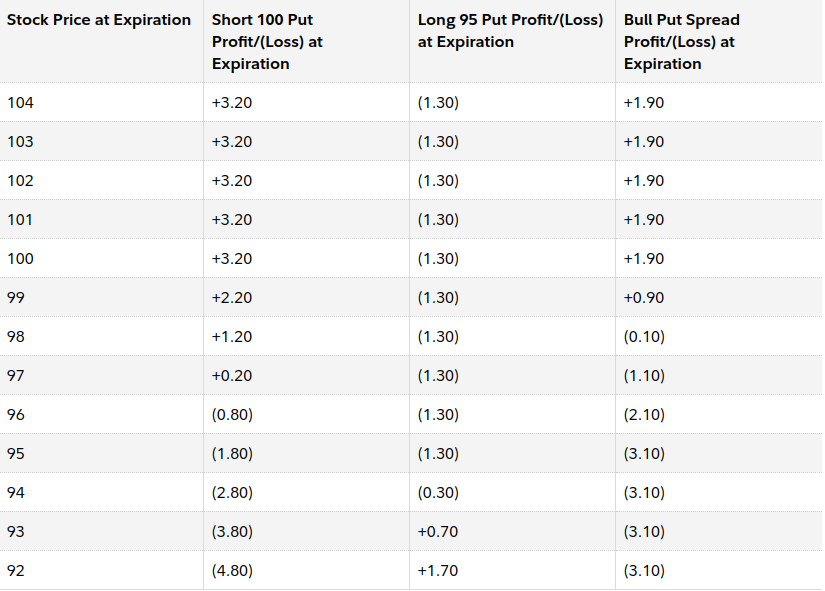 Stock Price at Expiration Short 100 Put Long 95 Put Profit/(Loss) Bull Put Spread
Profit/(Loss) at at Expiration Profit/(Loss) at
Expiration Expiration
104 +3.20 (1.30) +1.90
103 +3.20 (1.30) +1.90
102 +3.20 (1.30) +1.90
101 +3.20 (1.30) +1.90
100 +3.20 (1.30) +1.90
99 +2.20 (1.30) +0.90
98 +1.20 (1.30) (0.10)
97 +0.20 (1.30) (1.10)
96 (0.80) (1.30) (2.10)
95 (1.80) (1.30) (3.10)
94 (2.80) (0.30) (3.10)
93 (3.80) +0.70 (3.10)
92 (4.80) +1.70 (3.10)